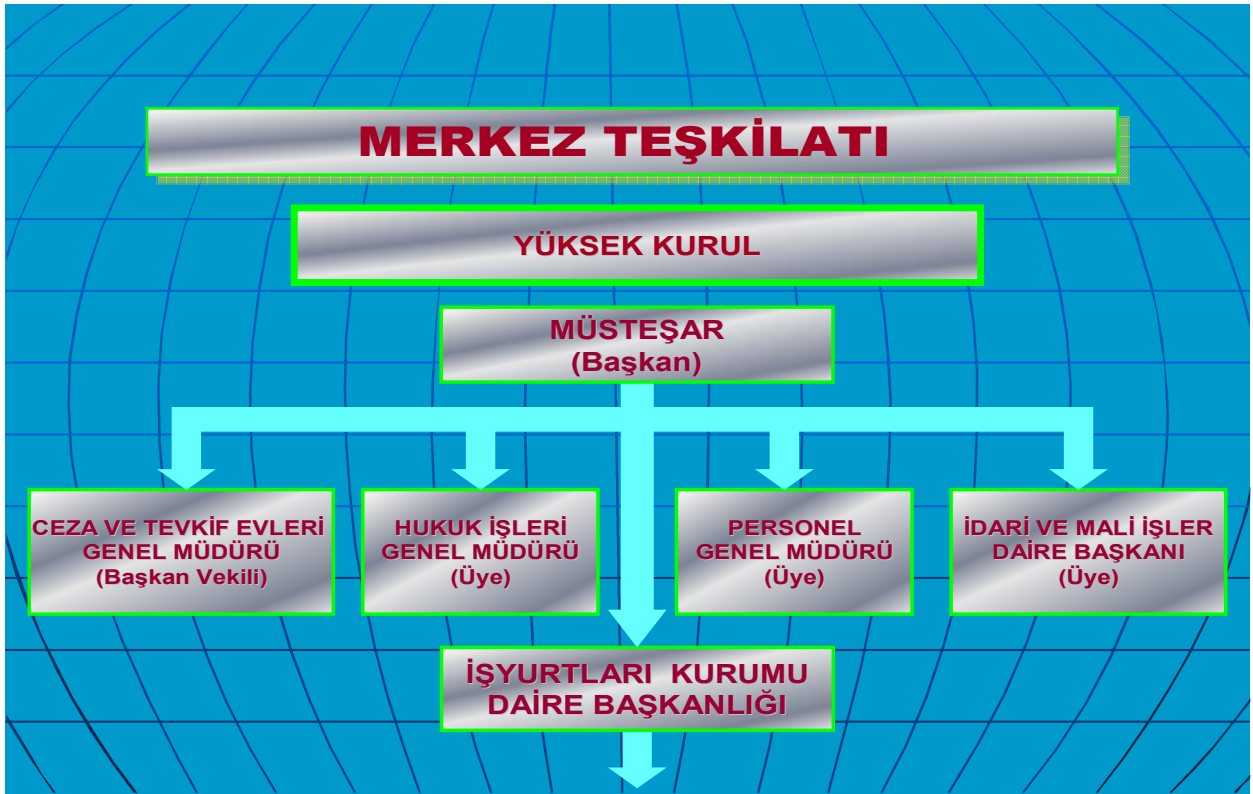 MERKEZ TEŞKİLATI
YÜKSEK KURUL
MÜSTEŞAR
(Başkan)
CEZA VE TEVKİF EVLERİ
GENEL MÜDÜRÜ
(Başkan Vekili)
HUKUK İŞLERİ
GENEL MÜDÜRÜ
(Üye)
PERSONEL
GENEL MÜDÜRÜ
(Üye)
İDARİ VE MALİ İŞLER
DAİRE BAŞKANI
(Üye)
İŞYURTLARI KURUMU
DAİRE BAŞKANLIĞI